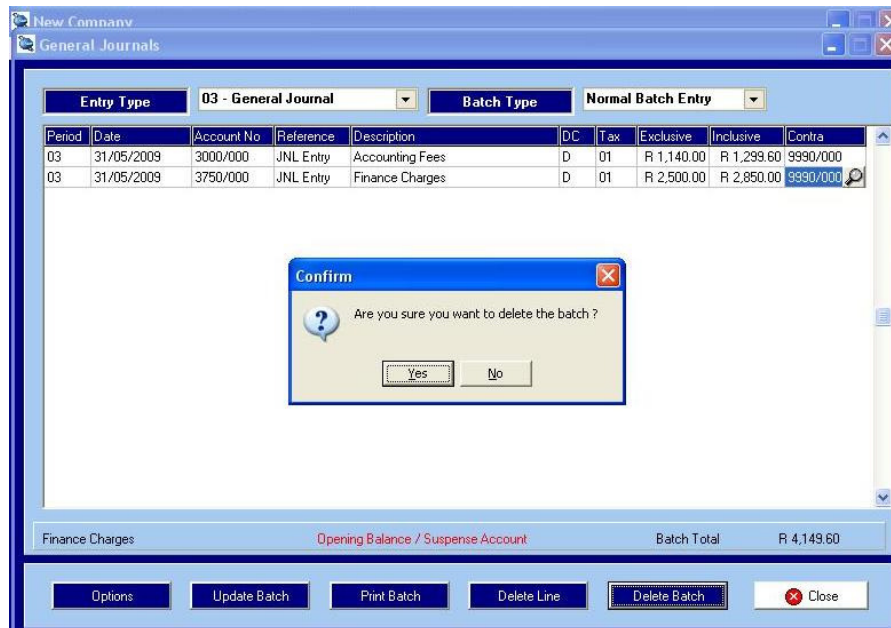 New Company
General Journals
Entry Type 03 - General Journal Batch Type Normal Batch Entry
Period Date Account No Reference Description DC Tax Exclusive Inclusive Contra
03 31/05/2009 3000/000 JNL Entry Accounting Fees D 01 R 1,140.00 R 1,299.60 9990/000
03 31/05/2009 3750/000 JNL Entry Finance Charges D 01 R 2,500.00 R 2,850.00 9990/000
Confirm
Are you sure you want to delete the batch ?
Yes No
Finance Charges Opening Balance / Suspense Account Batch Total R 4,149.60
Options Update Batch Print Batch Delete Line Delete Batch Close